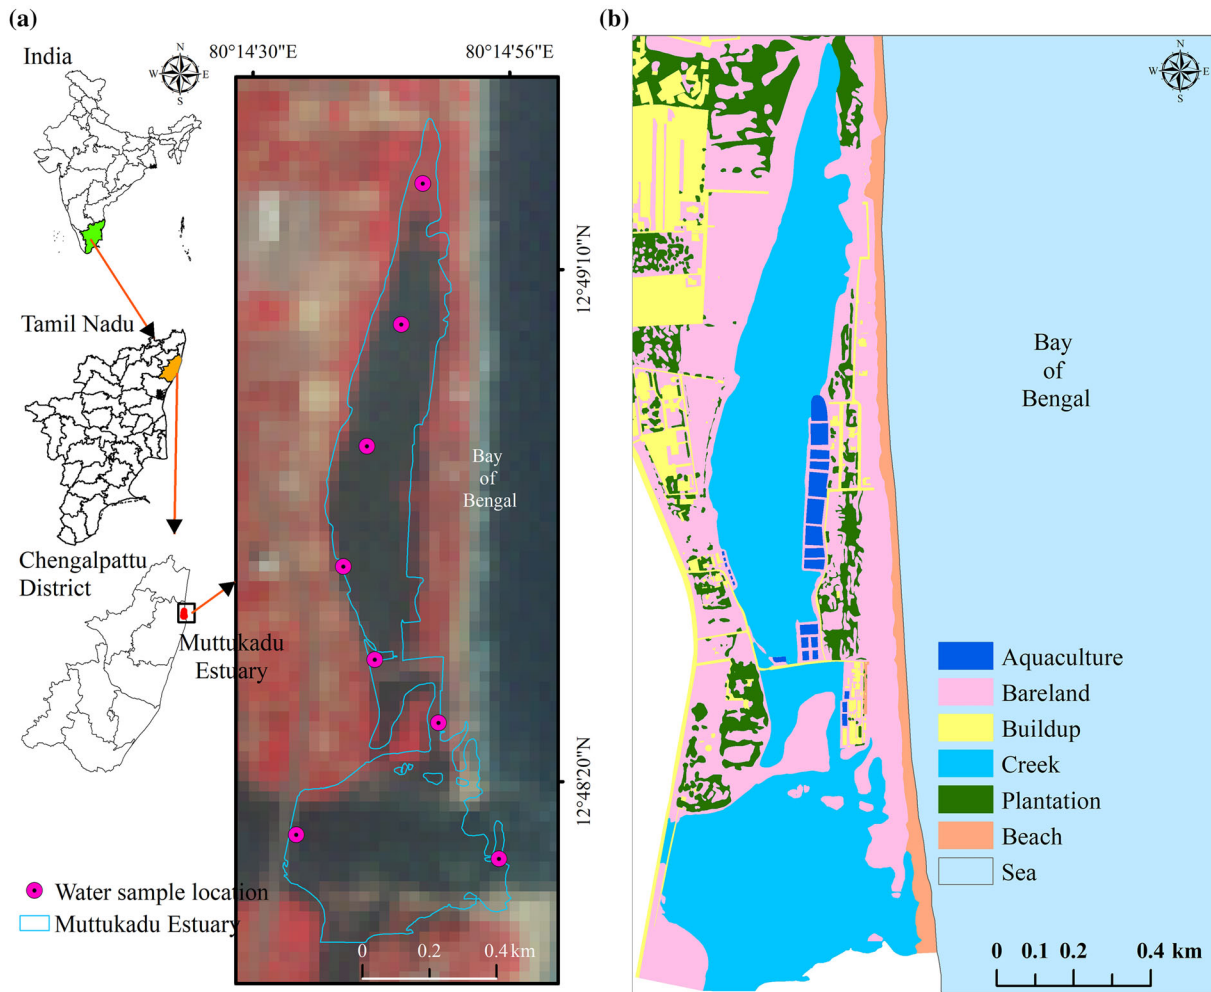 (a)
India
N
W E
S
80°14'30"E
80°14'56"E
Tamil Nadu
Chengalpattu
District
Muttukadu
Estuary
12°49'10"N
12°48'20"N
Bay
of
Bengal
Water sample location
Muttukadu Estuary
0 0.2 0.4 km
(b)
N
W E
S
Bay
of
Bengal
Aquaculture
Bareland
Buildup
Creek
Plantation
Beach
Sea
0 0.1 0.2 0.4 km